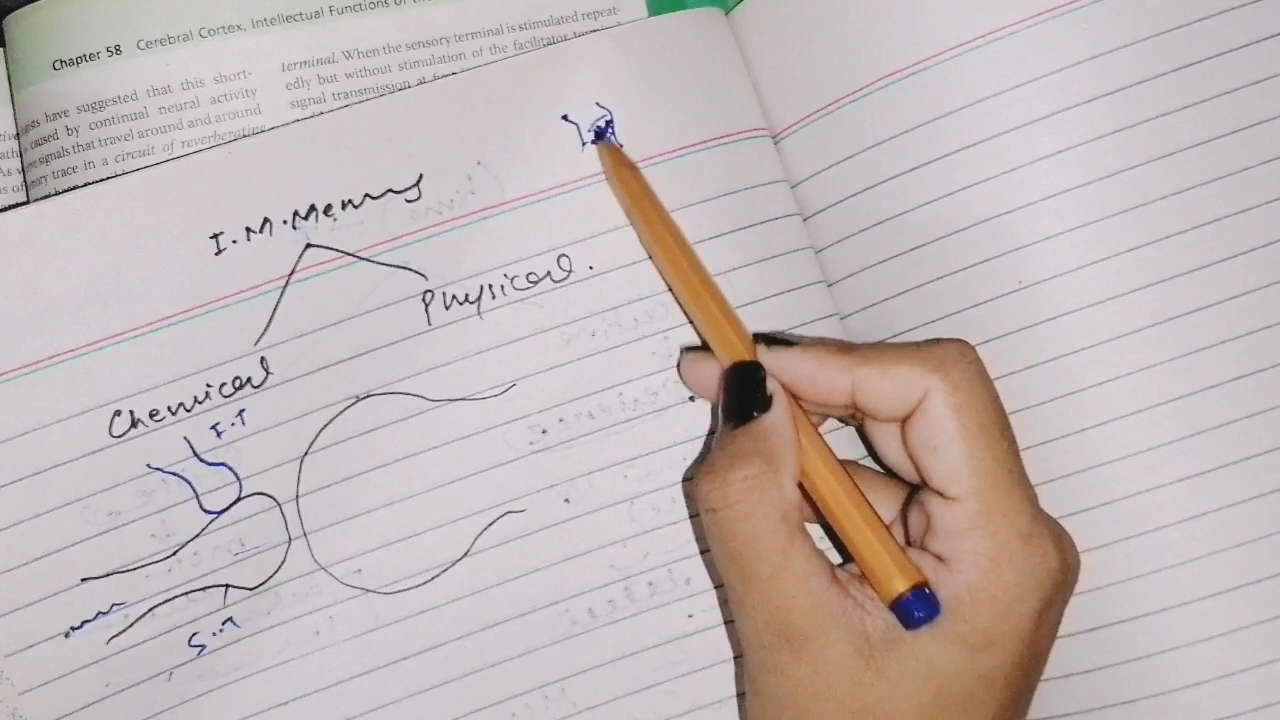 Chapter 58 Cerebral Cortex, Intellectual Functions of
have suggested that this short-
caused by continual neural activity
signals that travel around and around
trace in a circuit of reverberating
terminal. When the sensory terminal is stimulated repeat-
edly but without stimulation of the facilitator
signal transmission at
I.M.Memory
Physical.
Chemical
F.T
S.T